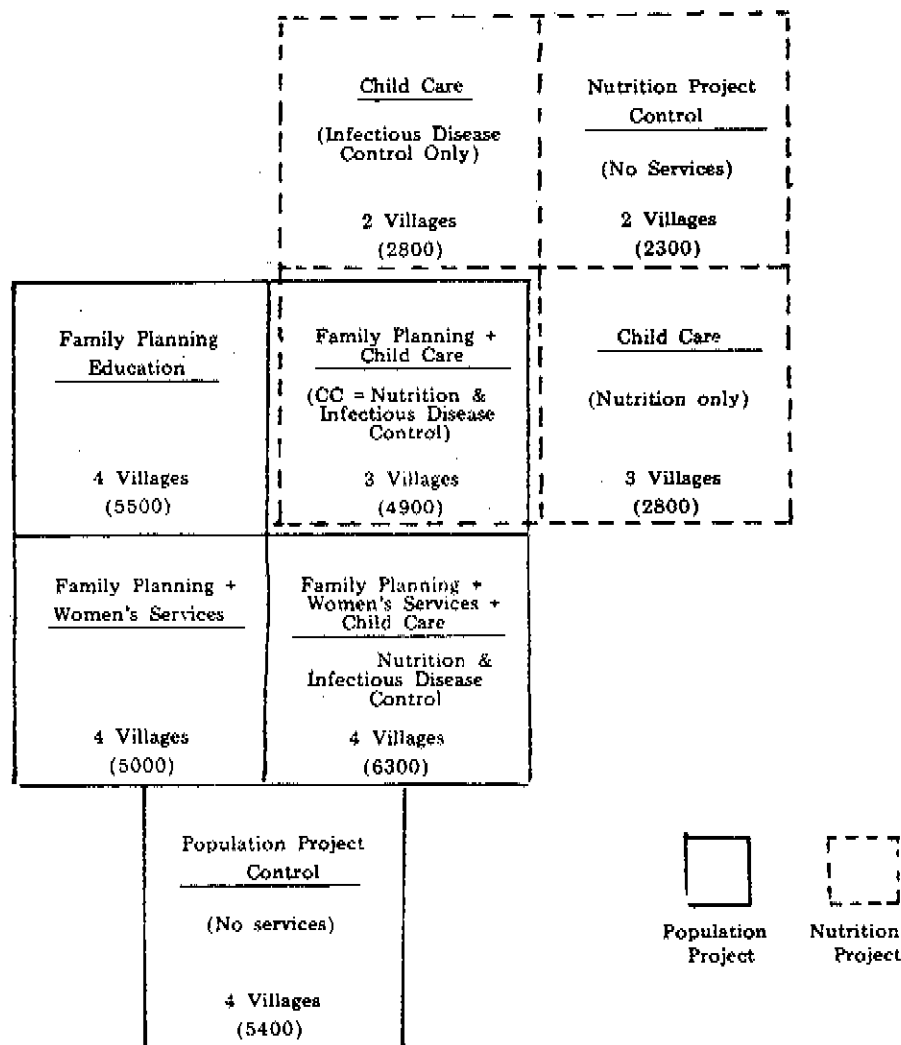 Child Care
(Infectious Disease
Control Only)
2 Villages
(2800)
Nutrition Project
Control
(No Services)
2 Villages
(2300)
Family Planning
Education
4 Villages
(5500)
Family Planning +
Child Care
(CC = Nutrition &
Infectious Disease
Control)
3 Villages
(4900)
Child Care
(Nutrition only)
3 Villages
(2800)
Family Planning +
Women's Services
4 Villages
(5000)
Family Planning +
Women's Services +
Child Care
Nutrition &
Infectious Disease
Control
4 Villages
(6300)
Population Project
Control
(No services)
4 Villages
(5400)
Population
Project
Nutrition
Project